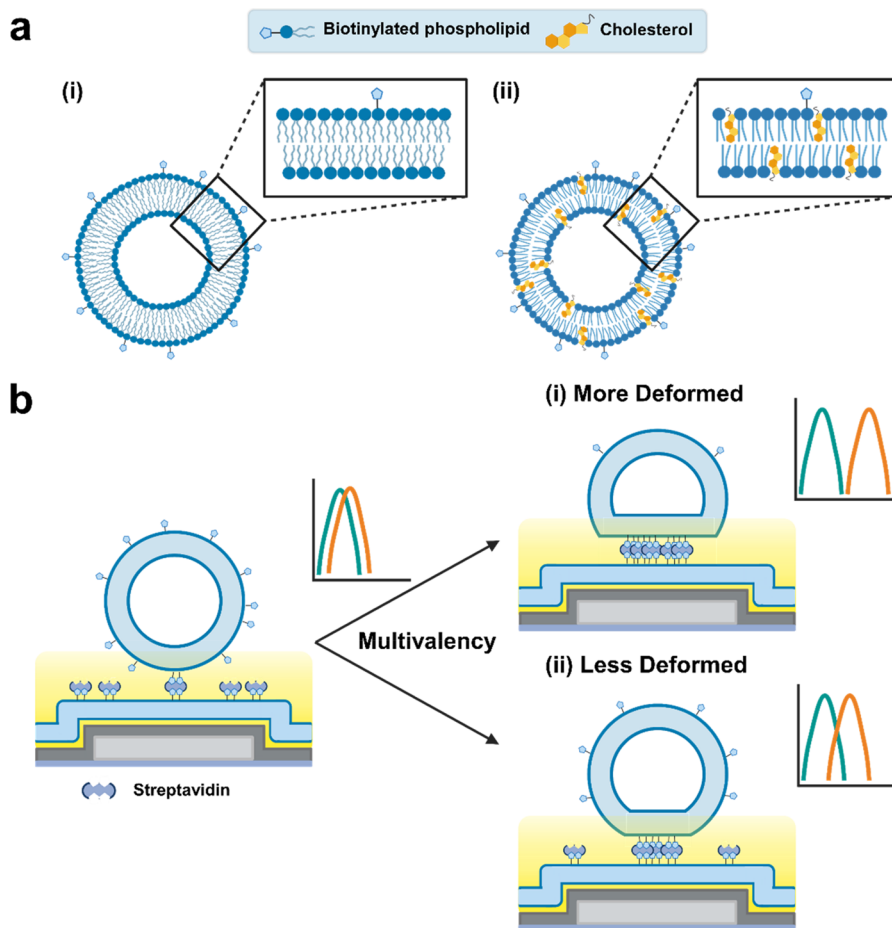 a
Biotinylated phospholipid
Cholesterol
(i)
(ii)
b
(i) More Deformed
Multivalency
(ii) Less Deformed
Streptavidin